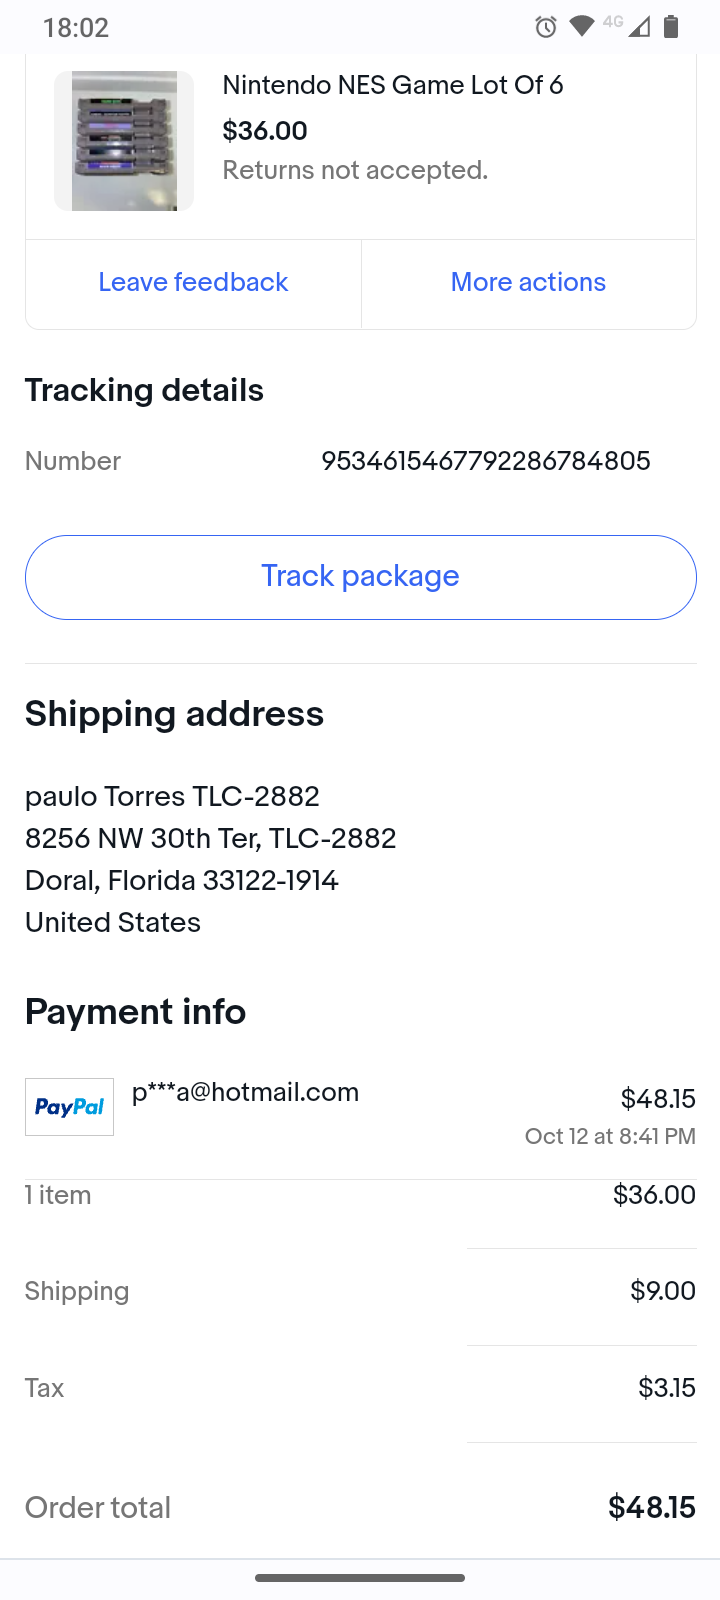 18:02
4G
Nintendo NES Game Lot Of 6
$36.00
Returns not accepted.
Leave feedback
More actions
Tracking details
Number
9534615467792286784805
Track package
Shipping address
paulo Torres TLC-2882
8256 NW 30th Ter, TLC-2882
Doral, Florida 33122-1914
United States
Payment info
PayPal
p***a@hotmail.com
$48.15
Oct 12 at 8:41 PM
1 item
$36.00
Shipping
$9.00
Tax
$3.15
Order total
$48.15